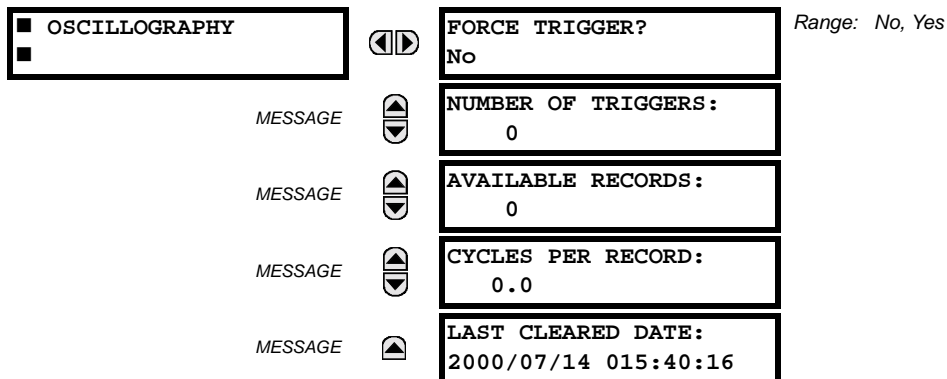 ■ OSCILLOGRAPHY
■
FORCE TRIGGER?
No
Range: No, Yes
MESSAGE
NUMBER OF TRIGGERS:
0
MESSAGE
AVAILABLE RECORDS:
0
MESSAGE
CYCLES PER RECORD:
0.0
MESSAGE
LAST CLEARED DATE:
2000/07/14 015:40:16